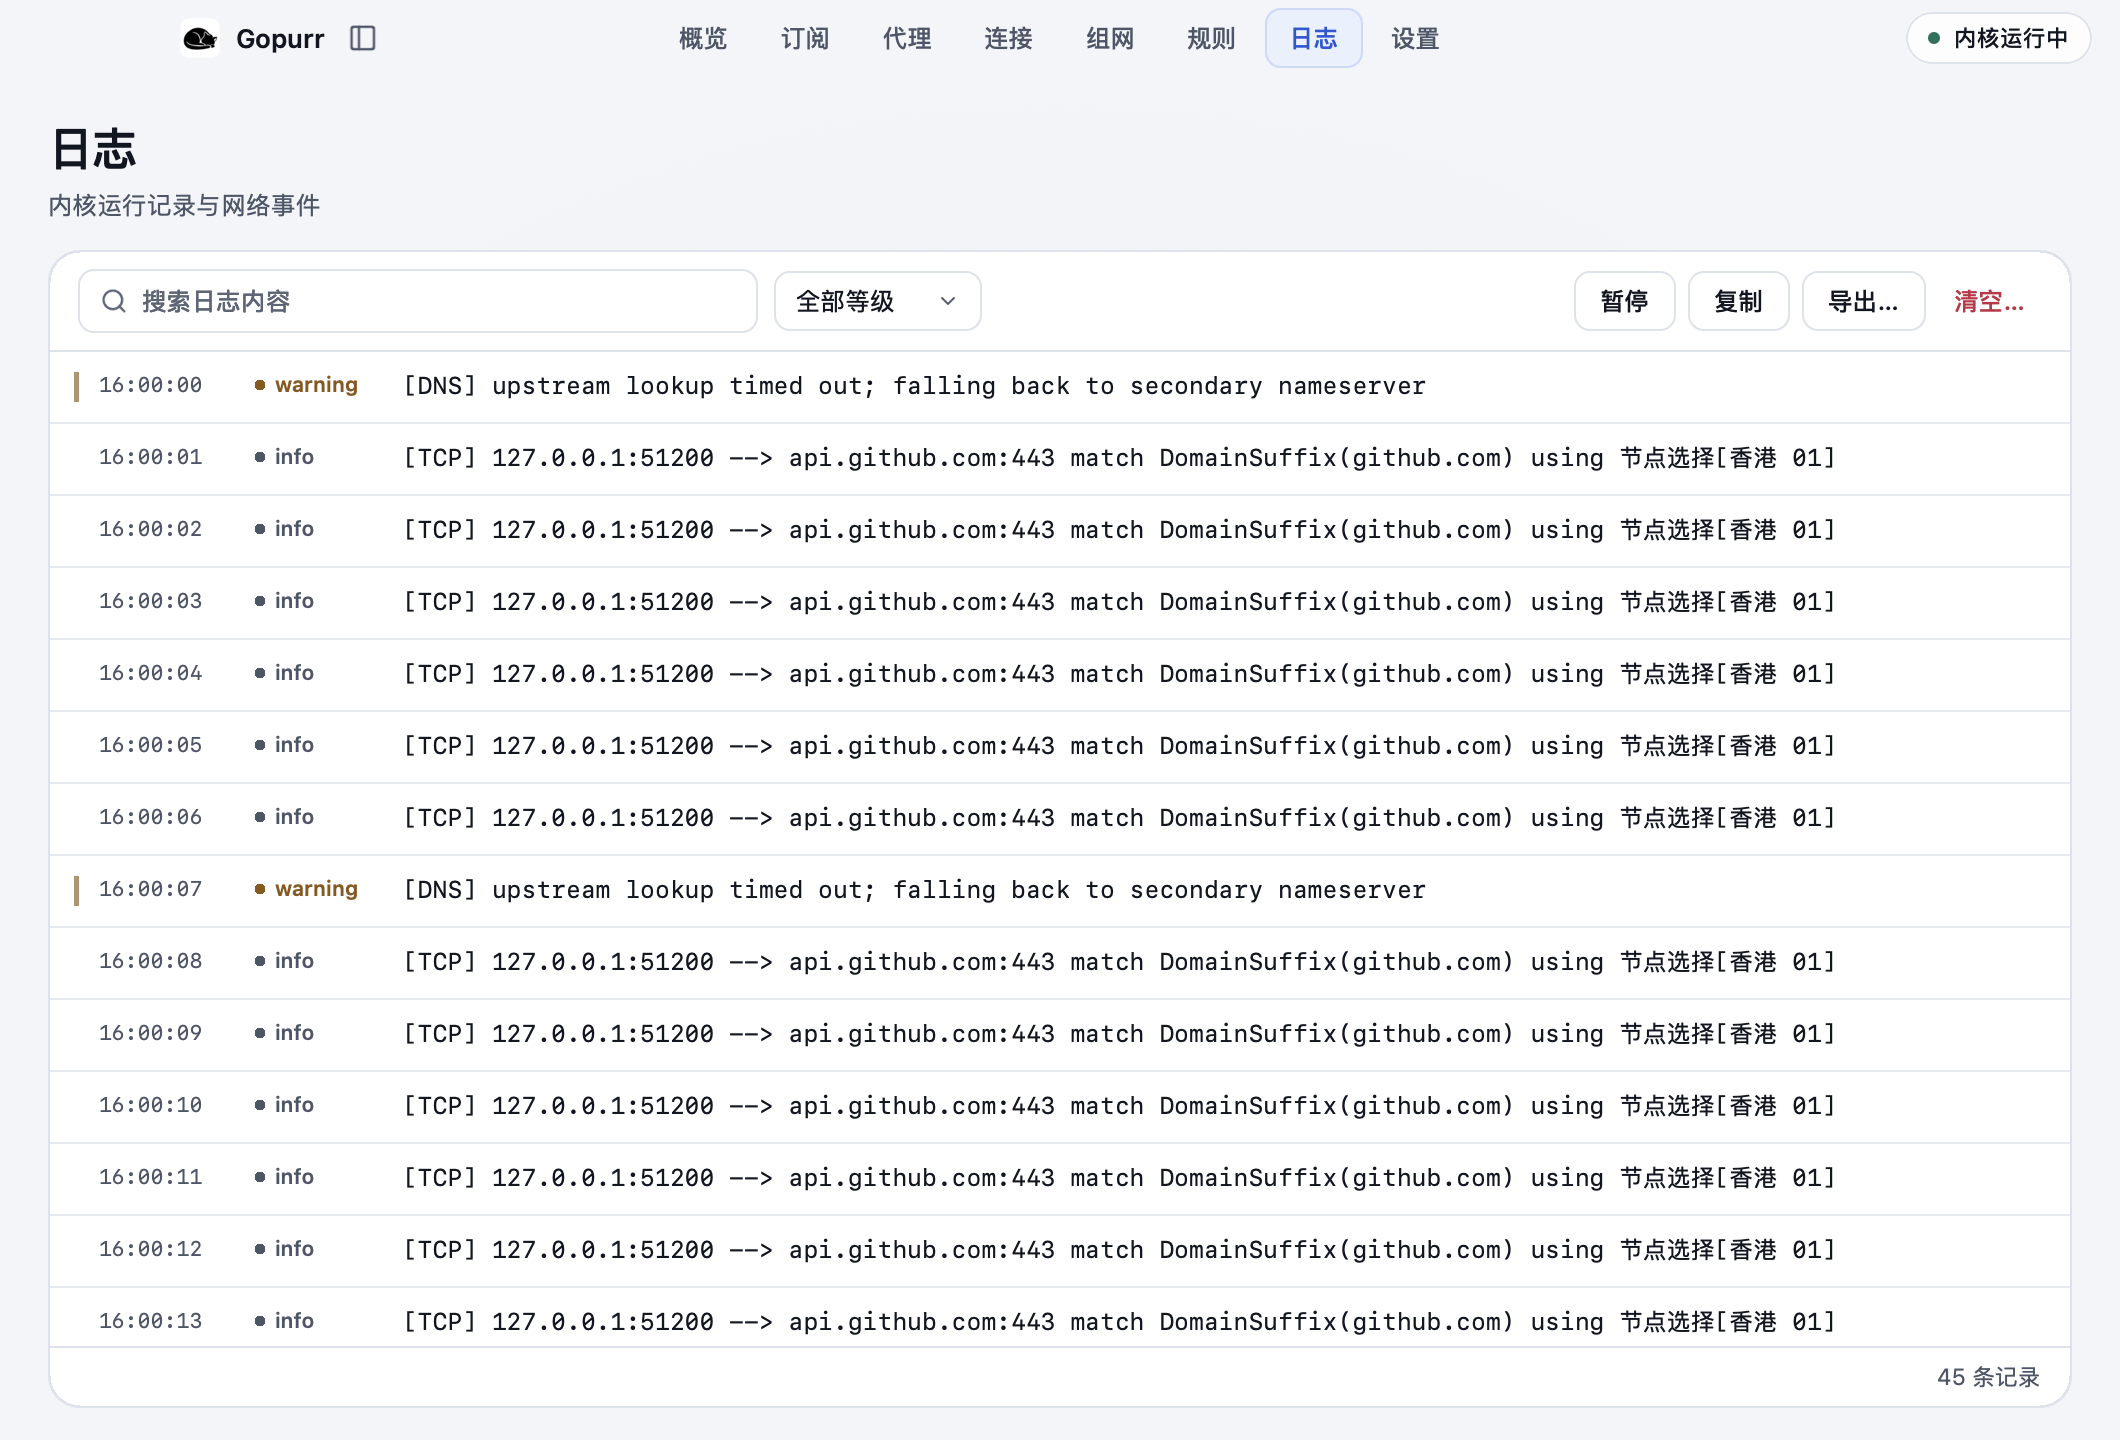 Gopurr 概览 订阅 代理 连接 组网 规则 日志 设置 内核运行中
日志
内核运行记录与网络事件
搜索日志内容 全部等级 暂停 复制 导出... 清空...
16:00:00 warning [DNS] upstream lookup timed out; falling back to secondary nameserver
16:00:01 info [TCP] 127.0.0.1:51200 --> api.github.com:443 match DomainSuffix(github.com) using 节点选择[香港 01]
16:00:02 info [TCP] 127.0.0.1:51200 --> api.github.com:443 match DomainSuffix(github.com) using 节点选择[香港 01]
16:00:03 info [TCP] 127.0.0.1:51200 --> api.github.com:443 match DomainSuffix(github.com) using 节点选择[香港 01]
16:00:04 info [TCP] 127.0.0.1:51200 --> api.github.com:443 match DomainSuffix(github.com) using 节点选择[香港 01]
16:00:05 info [TCP] 127.0.0.1:51200 --> api.github.com:443 match DomainSuffix(github.com) using 节点选择[香港 01]
16:00:06 info [TCP] 127.0.0.1:51200 --> api.github.com:443 match DomainSuffix(github.com) using 节点选择[香港 01]
16:00:07 warning [DNS] upstream lookup timed out; falling back to secondary nameserver
16:00:08 info [TCP] 127.0.0.1:51200 --> api.github.com:443 match DomainSuffix(github.com) using 节点选择[香港 01]
16:00:09 info [TCP] 127.0.0.1:51200 --> api.github.com:443 match DomainSuffix(github.com) using 节点选择[香港 01]
16:00:10 info [TCP] 127.0.0.1:51200 --> api.github.com:443 match DomainSuffix(github.com) using 节点选择[香港 01]
16:00:11 info [TCP] 127.0.0.1:51200 --> api.github.com:443 match DomainSuffix(github.com) using 节点选择[香港 01]
16:00:12 info [TCP] 127.0.0.1:51200 --> api.github.com:443 match DomainSuffix(github.com) using 节点选择[香港 01]
16:00:13 info [TCP] 127.0.0.1:51200 --> api.github.com:443 match DomainSuffix(github.com) using 节点选择[香港 01]
45 条记录